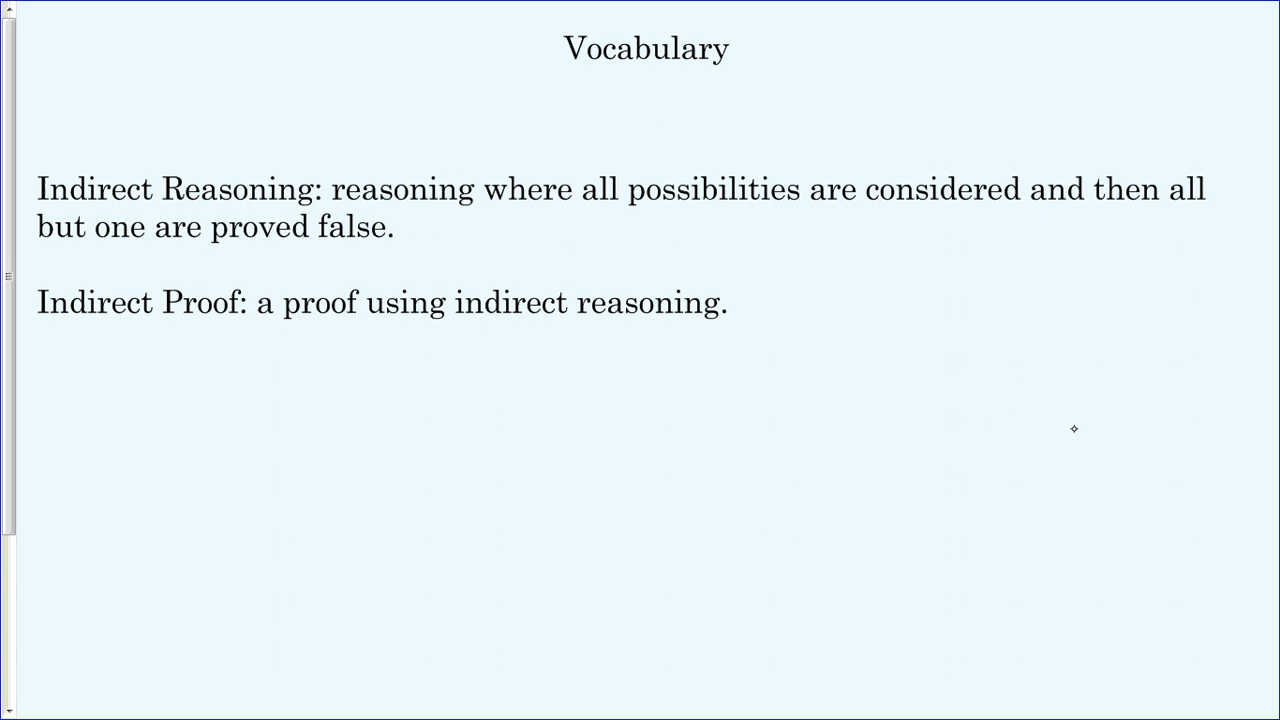 Vocabulary
Indirect Reasoning: reasoning where all possibilities are considered and then all
but one are proved false.
Indirect Proof: a proof using indirect reasoning.